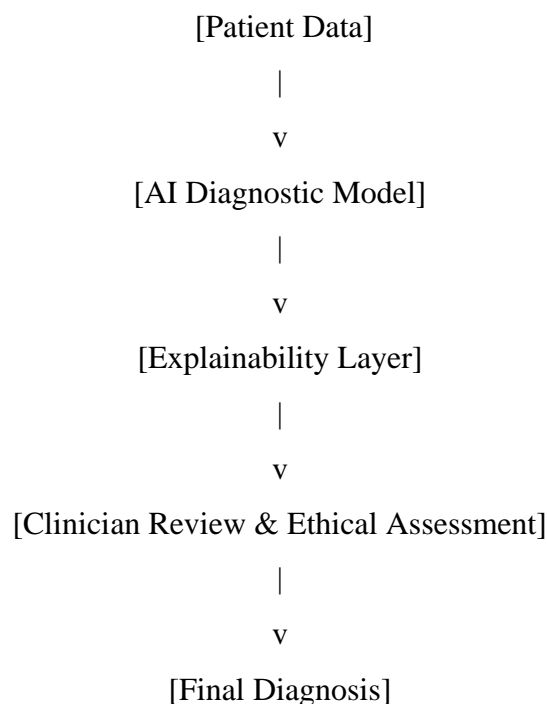 [Patient Data]
|
v
[AI Diagnostic Model]
|
v
[Explainability Layer]
|
v
[Clinician Review & Ethical Assessment]
|
v
[Final Diagnosis]